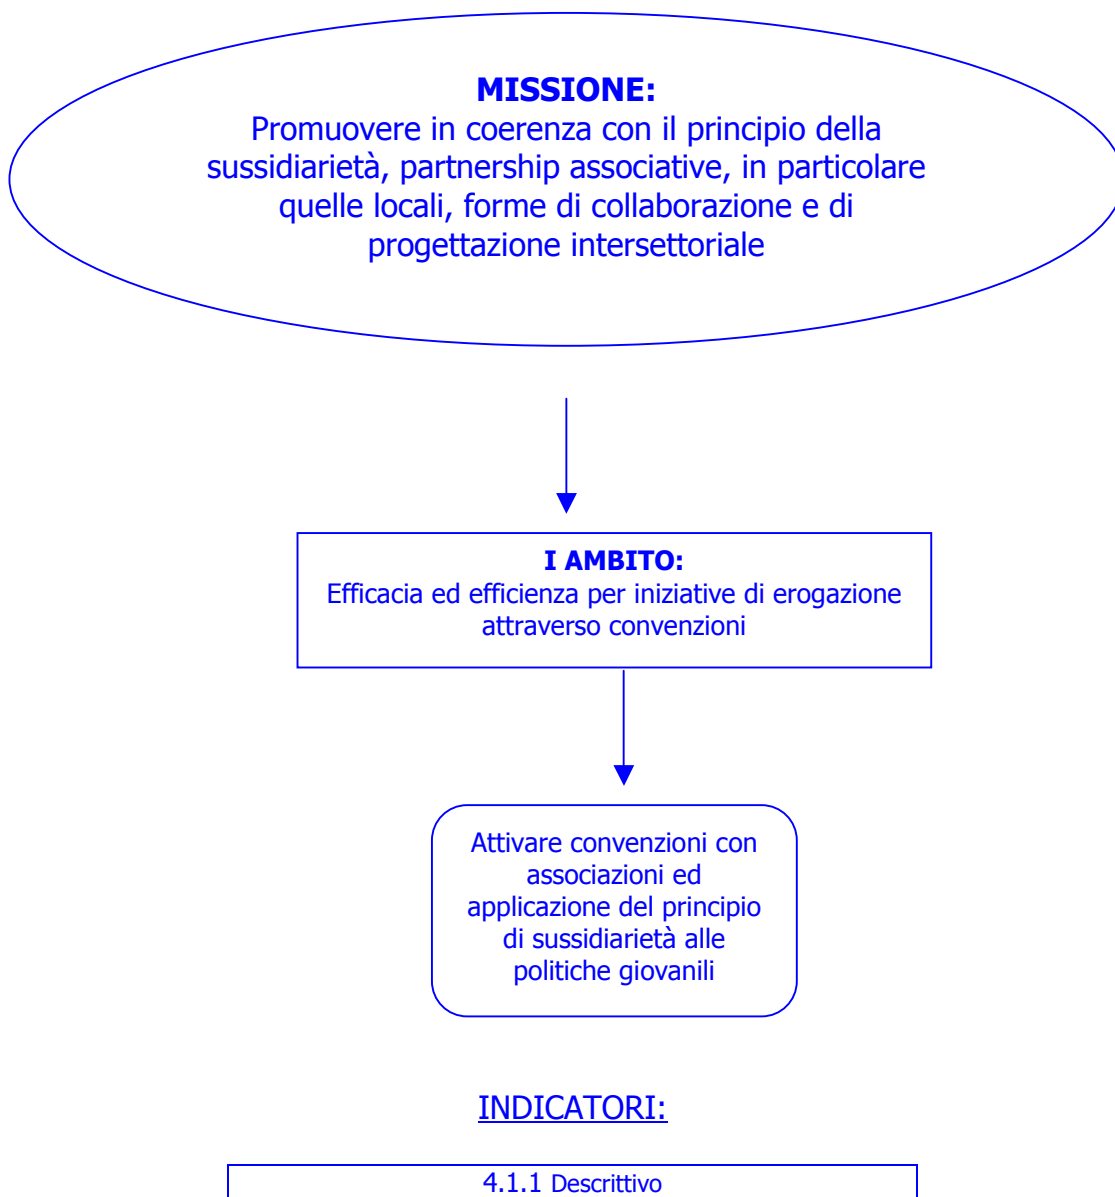 MISSIONE:
Promuovere in coerenza con il principio della
sussidiarietà, partnership associative, in particolare
quelle locali, forme di collaborazione e di
progettazione intersettoriale
I AMBITO:
Efficacia ed efficienza per iniziative di erogazione
attraverso convenzioni
Attivare convenzioni con
associazioni ed
applicazione del principio
di sussidiarietà alle
politiche giovanili
INDICATORI:
4.1.1 Descrittivo